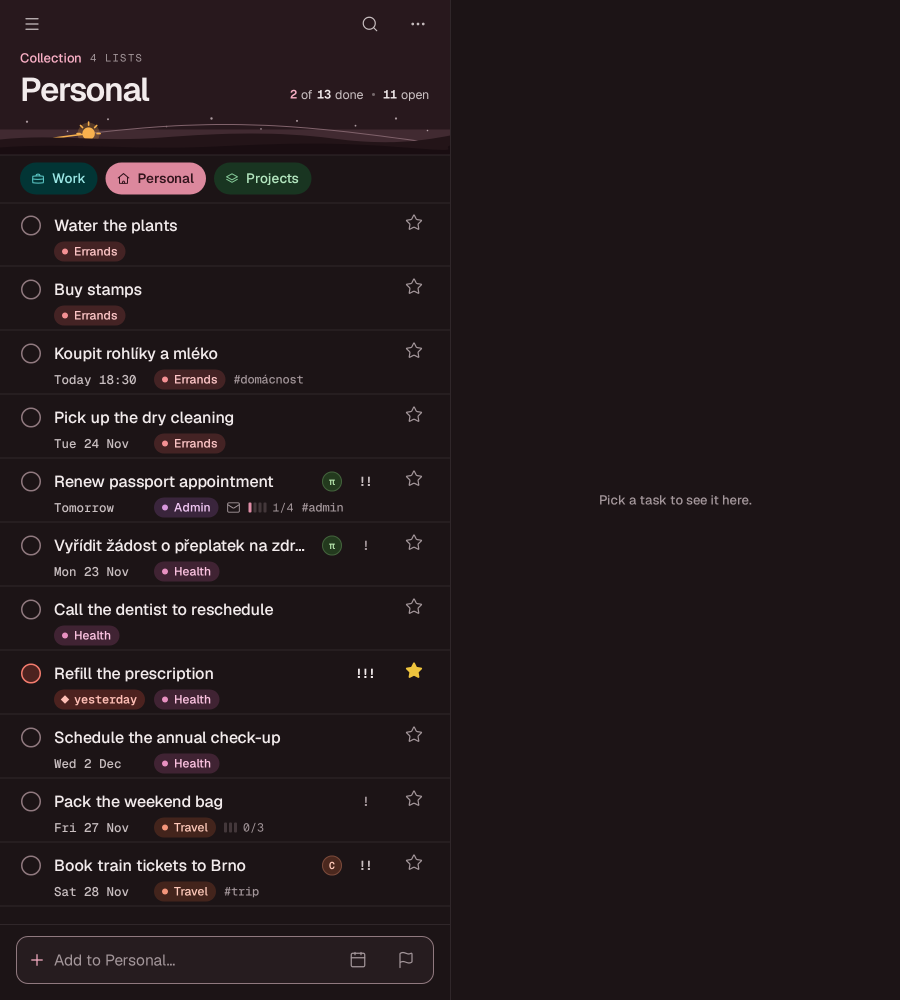 Collection 4 LISTS
Personal
2 of 13 done • 11 open
Work Personal Projects
Water the plants
Errands
Buy stamps
Errands
Koupit rohlíky a mléko
Today 18:30 Errands #domácnost
Pick up the dry cleaning
Tue 24 Nov Errands
Renew passport appointment π !!
Tomorrow Admin 1/4 #admin
Vyřídit žádost o přeplatek na zdr… π !
Mon 23 Nov Health
Call the dentist to reschedule
Health
Refill the prescription !!!
yesterday Health
Schedule the annual check-up
Wed 2 Dec Health
Pack the weekend bag !
Fri 27 Nov Travel 0/3
Book train tickets to Brno C !!
Sat 28 Nov Travel #trip
Add to Personal…
Pick a task to see it here.